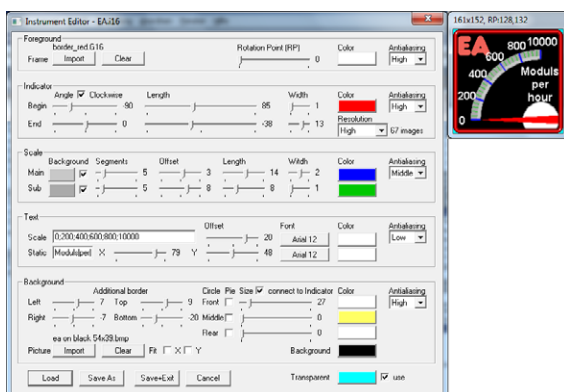 Instrument Editor - EA.i16
161x152, RP:128,132
Foreground
border_red.G16
Rotation Point (RP) Color Antialiasing
Frame Import Clear 0 High
Indicator
Angle Clockwise Length Width Color Antialiasing
Begin -90 85 1 High
Resolution
End 0 -38 13 High 67 images
Scale
Background Segments Offset Length Width Color Antialiasing
Main 5 3 14 2 Middle
Sub 5 8 8 1
Text
Offset Font Color Antialiasing
Scale 0;200;400;600;800;10000 20 Arial 12 Low
Static Moduls|per| X 79 Y 48 Arial 12
Background
Additional border Circle Pie Size connect to Indicator Color Antialiasing
Left 7 Top 9 Front 27 High
Right -7 Bottom -20 Middle 0
Rear 0
ea on black 54x39.bmp
Picture Import Clear Fit X Y Background
Load Save As Save+Exit Cancel Transparent use
EA
0
200
400
600
800
10000
Moduls
per
hour